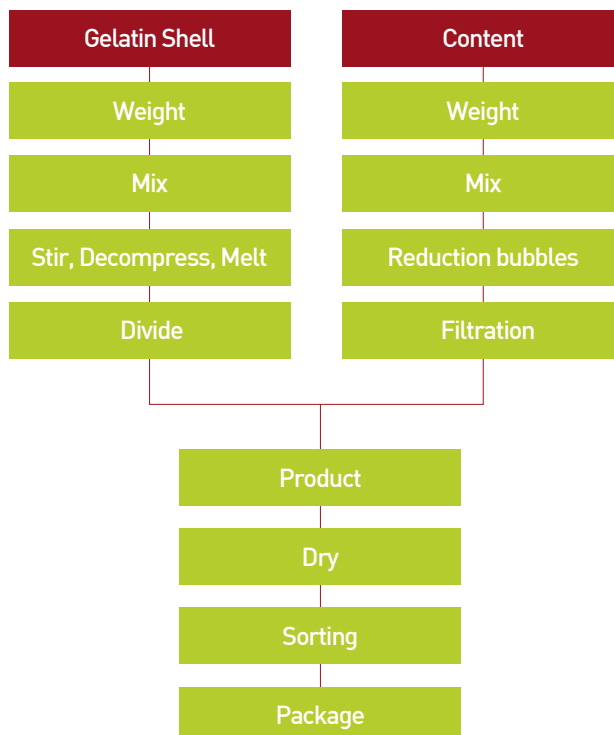 Gelatin Shell
Weight
Mix
Stir, Decompress, Melt
Divide
Content
Weight
Mix
Reduction bubbles
Filtration
Product
Dry
Sorting
Package